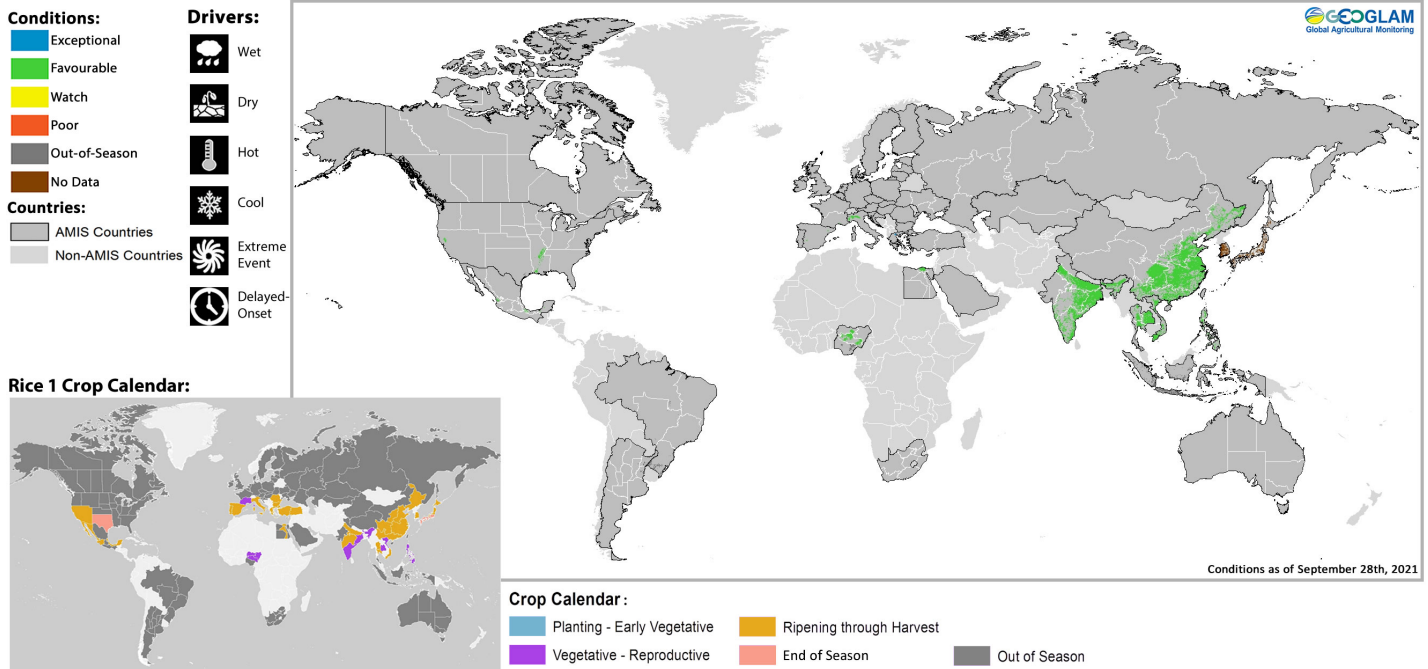 Conditions:
Exceptional
Favourable
Watch
Poor
Out-of-Season
No Data
Countries:
AMIS Countries
Non-AMIS Countries
Drivers:
Wet
Dry
Hot
Cool
Extreme
Event
Delayed-
Onset
GEOGLAM
Global Agricultural Monitoring
Conditions as of September 28th, 2021
Rice 1 Crop Calendar:
Crop Calendar :
Planting - Early Vegetative
Vegetative - Reproductive
Ripening through Harvest
End of Season
Out of Season